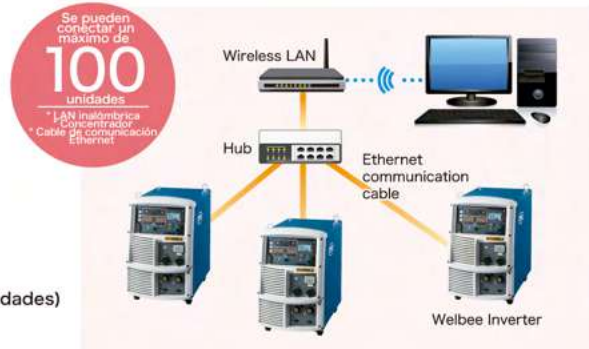 Se pueden
conectar un
máximo de
100
unidades
* LAN inalómbrica
Concentrador
* Cable de comunicación
Ethernet
Wireless LAN
Hub
Ethernet
communication
cable
Welbee Inverter
dades)